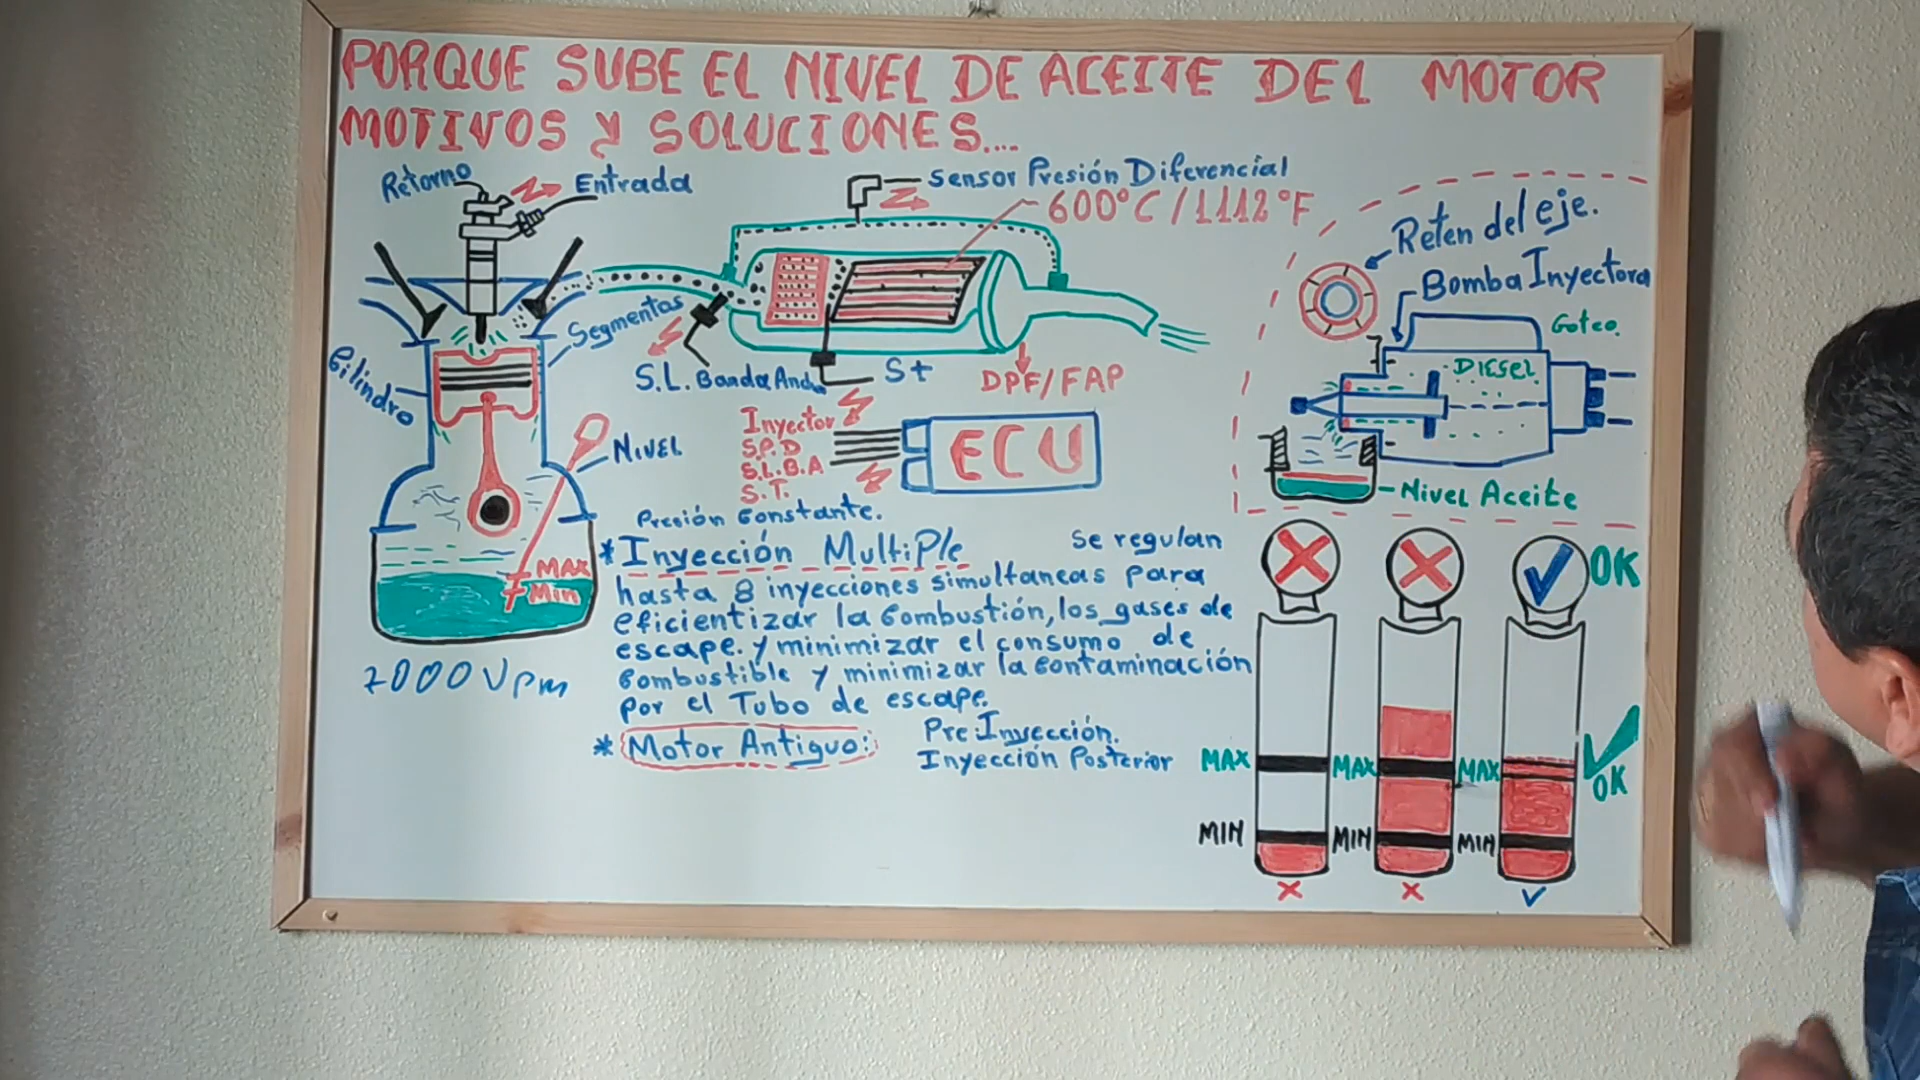 PORQUE SUBE EL NIVEL DE ACEITE DEL MOTOR
MOTIVOS Y SOLUCIONES....
Retorno
Entrada
Sensor Presión Diferencial
600°C / 1112°F
Segmentos
Cilindro
S.L. Banda Ancha
St
DPF/FAP
NIVEL
Inyector
S.P.D
S.L.B.A
S.T.
ECU
MAX
Min
7000 Vpm
Presión Constante.
* Inyección Multiple
Se regulan
hasta 8 inyecciones simultaneas para
eficientizar la combustión, los gases de
escape. y minimizar el consumo de
combustible y minimizar la contaminación
por el Tubo de escape.
* Motor Antiguo:
Pre Inyección.
Inyección Posterior
Reten del eje.
Bomba Inyectora
Goteo
DIESEL
Nivel Aceite
OK
MAX
MAX
MAX
OK
MIN
MIN
MIN